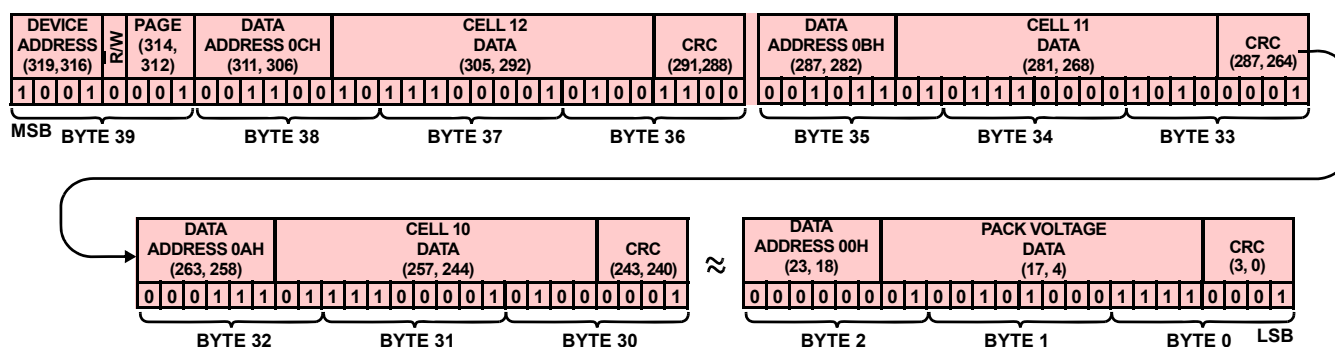 DEVICE
ADDRESS
(319,316)
R/W
PAGE
(314,
312)
DATA
ADDRESS 0CH
(311, 306)
CELL 12
DATA
(305, 292)
CRC
(291,288)
DATA
ADDRESS 0BH
(287, 282)
CELL 11
DATA
(281, 268)
CRC
(287, 264)
1 0 0 1 0 0 0 1 0 0 1 1 0 0 1 0 1 1 1 0 0 0 0 1 0 1 0 0 1 1 0 0
0 0 1 0 1 1 0 1 0 1 1 1 0 0 0 0 1 0 1 0 0 0 0 1
MSB
BYTE 39
BYTE 38
BYTE 37
BYTE 36
BYTE 35
BYTE 34
BYTE 33
DATA
ADDRESS 0AH
(263, 258)
CELL 10
DATA
(257, 244)
CRC
(243, 240)
≈
DATA
ADDRESS 00H
(23, 18)
PACK VOLTAGE
DATA
(17, 4)
CRC
(3, 0)
0 0 0 1 1 1 0 1 1 1 1 0 0 0 0 1 0 1 0 0 0 0 0 1
0 0 0 0 0 0 0 1 0 0 1 0 1 0 0 0 1 1 1 1 0 0 0 1
BYTE 32
BYTE 31
BYTE 30
BYTE 2
BYTE 1
BYTE 0
LSB